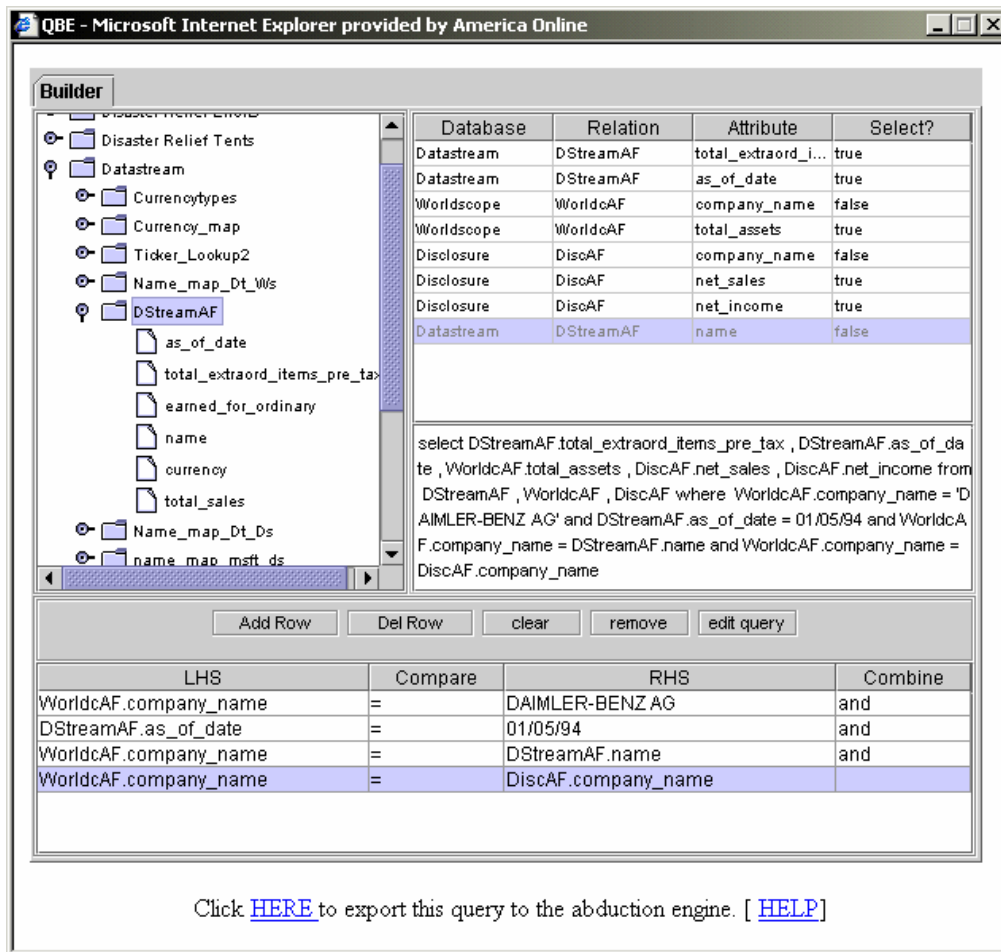 QBE - Microsoft Internet Explorer provided by America Online
Builder
Disaster Relief Tents
Datastream
Currencytypes
Currency_map
Ticker_Lookup2
Name_map_Dt_Ws
DStreamAF
as_of_date
total_extraord_items_pre_tax
earned_for_ordinary
name
currency
total_sales
Name_map_Dt_Ds
name_map_msft_ds
Database Relation Attribute Select?
Datastream DStreamAF total_extraord_i... true
Datastream DStreamAF as_of_date true
Worldscope WorldcAF company_name false
Worldscope WorldcAF total_assets true
Disclosure DiscAF company_name false
Disclosure DiscAF net_sales true
Disclosure DiscAF net_income true
Datastream DStreamAF name false
select DStreamAF.total_extraord_items_pre_tax , DStreamAF.as_of_da
te , WorldcAF.total_assets , DiscAF.net_sales , DiscAF.net_income from
DStreamAF , WorldcAF , DiscAF where WorldcAF.company_name = 'D
AIMLER-BENZ AG' and DStreamAF.as_of_date = 01/05/94 and WorldcA
F.company_name = DStreamAF.name and WorldcAF.company_name =
DiscAF.company_name
Add Row Del Row clear remove edit query
LHS Compare RHS Combine
WorldcAF.company_name = DAIMLER-BENZ AG and
DStreamAF.as_of_date = 01/05/94 and
WorldcAF.company_name = DStreamAF.name and
WorldcAF.company_name = DiscAF.company_name
Click HERE to export this query to the abduction engine. [ HELP]